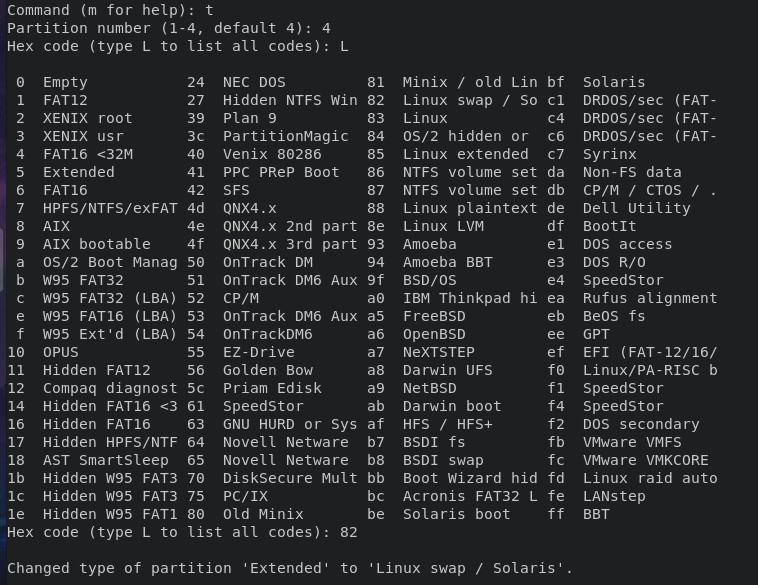 Command (m for help): t
Partition number (1-4, default 4): 4
Hex code (type L to list all codes): L
0 Empty 24 NEC DOS 81 Minix / old Lin bf Solaris
1 FAT12 27 Hidden NTFS Win 82 Linux swap / So c1 DRDOS/sec (FAT-
2 XENIX root 39 Plan 9 83 Linux c4 DRDOS/sec (FAT-
3 XENIX usr 3c PartitionMagic 84 OS/2 hidden or c6 DRDOS/sec (FAT-
4 FAT16 <32M 40 Venix 80286 85 Linux extended c7 Syrinx
5 Extended 41 PPC PReP Boot 86 NTFS volume set da Non-FS data
6 FAT16 42 SFS 87 NTFS volume set db CP/M / CTOS / .
7 HPFS/NTFS/exFAT 4d QNX4.x 88 Linux plaintext de Dell Utility
8 AIX 4e QNX4.x 2nd part 8e Linux LVM df BootIt
9 AIX bootable 4f QNX4.x 3rd part 93 Amoeba e1 DOS access
a OS/2 Boot Manag 50 OnTrack DM 94 Amoeba BBT e3 DOS R/O
b W95 FAT32 51 OnTrack DM6 Aux 9f BSD/OS e4 SpeedStor
c W95 FAT32 (LBA) 52 CP/M a0 IBM Thinkpad hi ea Rufus alignment
e W95 FAT16 (LBA) 53 OnTrack DM6 Aux a5 FreeBSD eb BeOS fs
f W95 Ext'd (LBA) 54 OnTrackDM6 a6 OpenBSD ee GPT
10 OPUS 55 EZ-Drive a7 NeXTSTEP ef EFI (FAT-12/16/
11 Hidden FAT12 56 Golden Bow a8 Darwin UFS f0 Linux/PA-RISC b
12 Compaq diagnost 5c Priam Edisk a9 NetBSD f1 SpeedStor
14 Hidden FAT16 <3 61 SpeedStor ab Darwin boot f4 SpeedStor
16 Hidden FAT16 63 GNU HURD or Sys af HFS / HFS+ f2 DOS secondary
17 Hidden HPFS/NTF 64 Novell Netware b7 BSDI fs fb VMware VMFS
18 AST SmartSleep 65 Novell Netware b8 BSDI swap fc VMware VMKCORE
1b Hidden W95 FAT3 70 DiskSecure Mult bb Boot Wizard hid fd Linux raid auto
1c Hidden W95 FAT3 75 PC/IX bc Acronis FAT32 L fe LANstep
1e Hidden W95 FAT1 80 Old Minix be Solaris boot ff BBT
Hex code (type L to list all codes): 82
Changed type of partition 'Extended' to 'Linux swap / Solaris'.